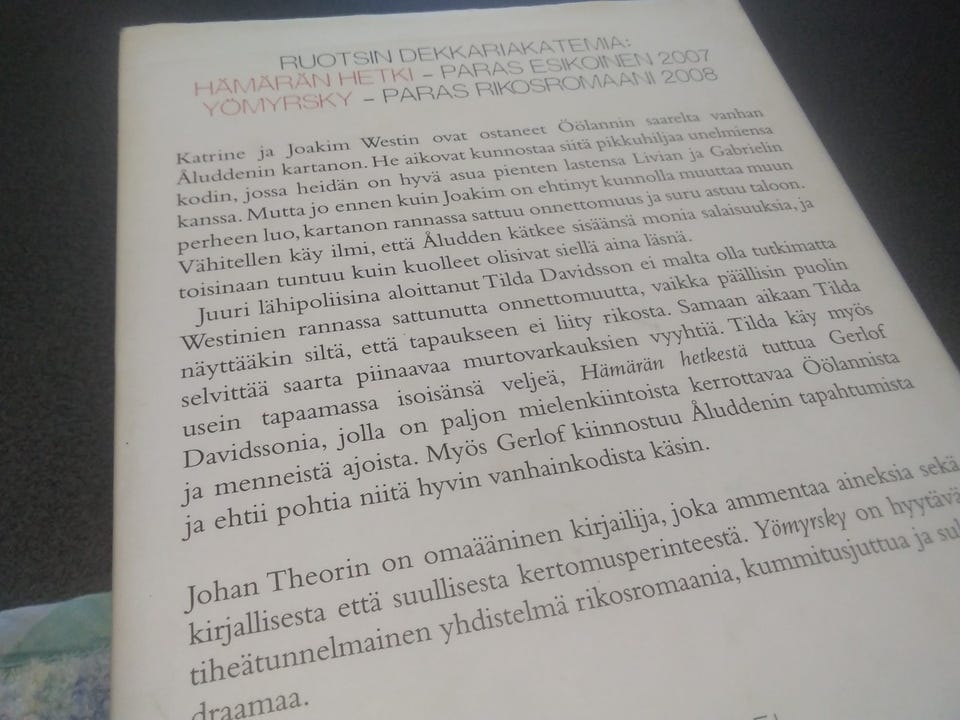 RUOTSIN DEKKARIAKATEMIA:
HÄMÄRÄN HETKI – PARAS ESIKOINEN 2007
YÖMYRSKY – PARAS RIKOSROMAANI 2008
Katrine ja Joakim Westin ovat ostaneet Öölannin saarelta vanhan
Åluddenin kartanon. He aikovat kunnostaa siitä pikkuhiljaa unelmiensa
kodin, jossa heidän on hyvä asua pienten lastensa Livian ja Gabrielin
kanssa. Mutta jo ennen kuin Joakim on ehtinyt kunnolla muuttaa muun
perheen luo, kartanon rannassa sattuu onnettomuus ja suru astuu taloon.
Vähitellen käy ilmi, että Åludden kätkee sisäänsä monia salaisuuksia, ja
toisinaan tuntuu kuin kuolleet olisivat siellä aina läsnä.
Juuri lähipoliisina aloittanut Tilda Davidsson ei malta olla tutkimatta
Westinien rannassa sattunutta onnettomuutta, vaikka päällisin puolin
näyttääkin siltä, että tapaukseen ei liity rikosta. Samaan aikaan Tilda
selvittää saarta piinaavaa murtovarkauksien vyyhtiä. Tilda käy myös
usein tapaamassa isoisänsä veljeä, Hämärän hetkestä tuttua Gerlof
Davidssonia, jolla on paljon mielenkiintoista kerrottavaa Öölannista
ja menneistä ajoista. Myös Gerlof kiinnostuu Åluddenin tapahtumista
ja ehtii pohtia niitä hyvin vanhainkodista käsin.
Johan Theorin on omaääninen kirjailija, joka ammentaa aineksia sekä
kirjallisesta että suullisesta kertomusperinteestä. Yömyrsky on hyytävä
tiheätunnelmainen yhdistelmä rikosromaania, kummitusjuttua ja
draamaa.